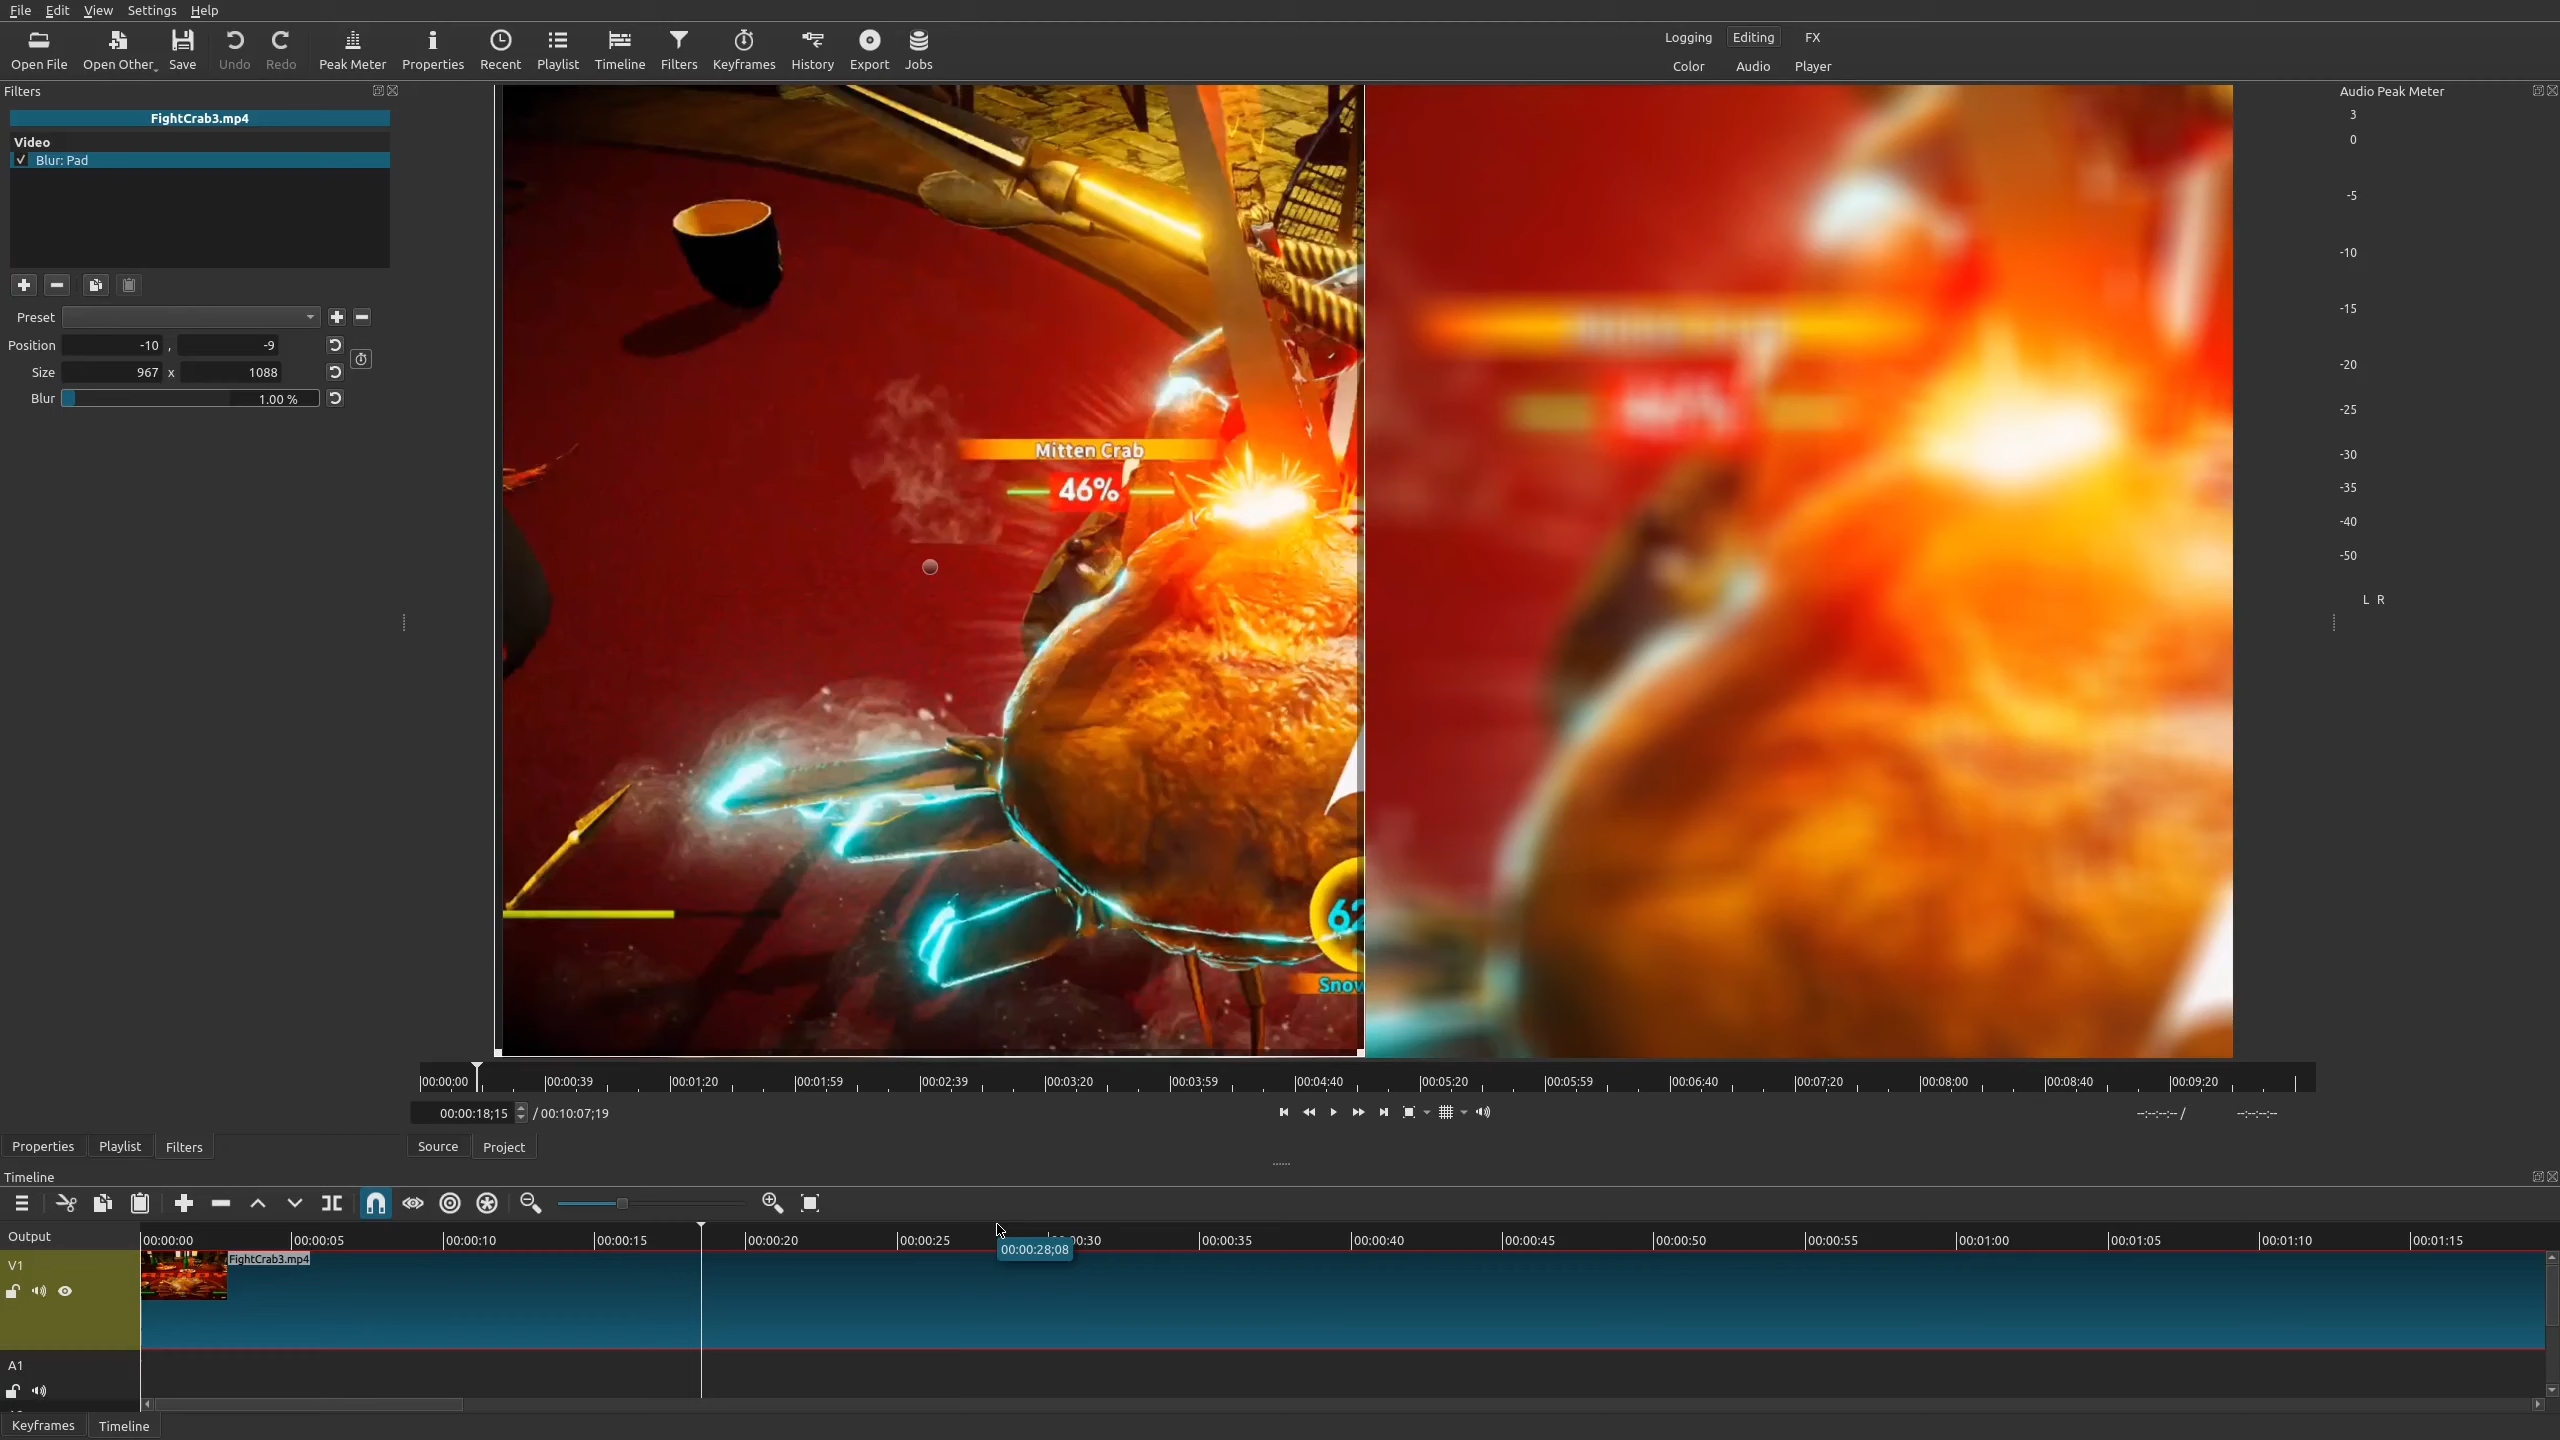 File Edit View Settings Help
Open File Open Other Save Undo Redo Peak Meter Properties Recent Playlist Timeline Filters Keyframes History Export Jobs
Logging Editing FX
Color Audio Player
Filters
FightCrab3.mp4
Video
Blur: Pad
Preset
Position -10 , -9
Size 967 x 1088
Blur 1.00 %
Mitten Crab
46%
62
Snow
Audio Peak Meter
3
0
-5
-10
-15
-20
-25
-30
-35
-40
-50
L R
00:00:00 00:00:39 00:01:20 00:01:59 00:02:39 00:03:20 00:03:59 00:04:40 00:05:20 00:05:59 00:06:40 00:07:20 00:08:00 00:08:40 00:09:20
00:00:18;15 / 00:10:07;19 --:--:--:-- / --:--:--:--
Properties Playlist Filters Source Project
Timeline
Output 00:00:00 00:00:05 00:00:10 00:00:15 00:00:20 00:00:25 00:00:30 00:00:35 00:00:40 00:00:45 00:00:50 00:00:55 00:01:00 00:01:05 00:01:10 00:01:15
00:00:28;08
V1 FightCrab3.mp4
A1
Keyframes Timeline